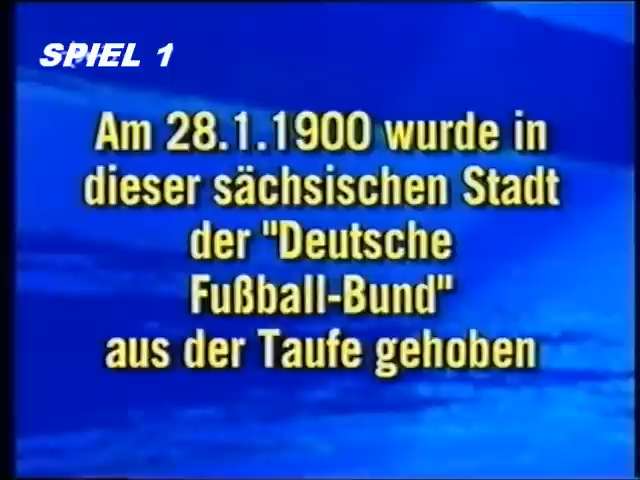 SPIEL 1
Am 28.1.1900 wurde in
dieser sächsischen Stadt
der "Deutsche
Fußball-Bund"
aus der Taufe gehoben